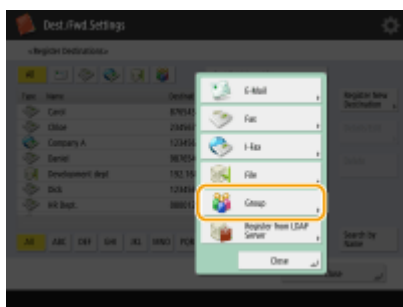 Dest./Fwd. Settings
<Register Destinations>
All
Type Name
Carol
Chloe
Company A
Daniel
Development dept
Dick
HR Dept.
E-Mail
Fax
I-Fax
File
Group
Register from LDAP
Server
Close
Register New
Destination
All ABC DEF GHI JKL MNO
Search by
Name